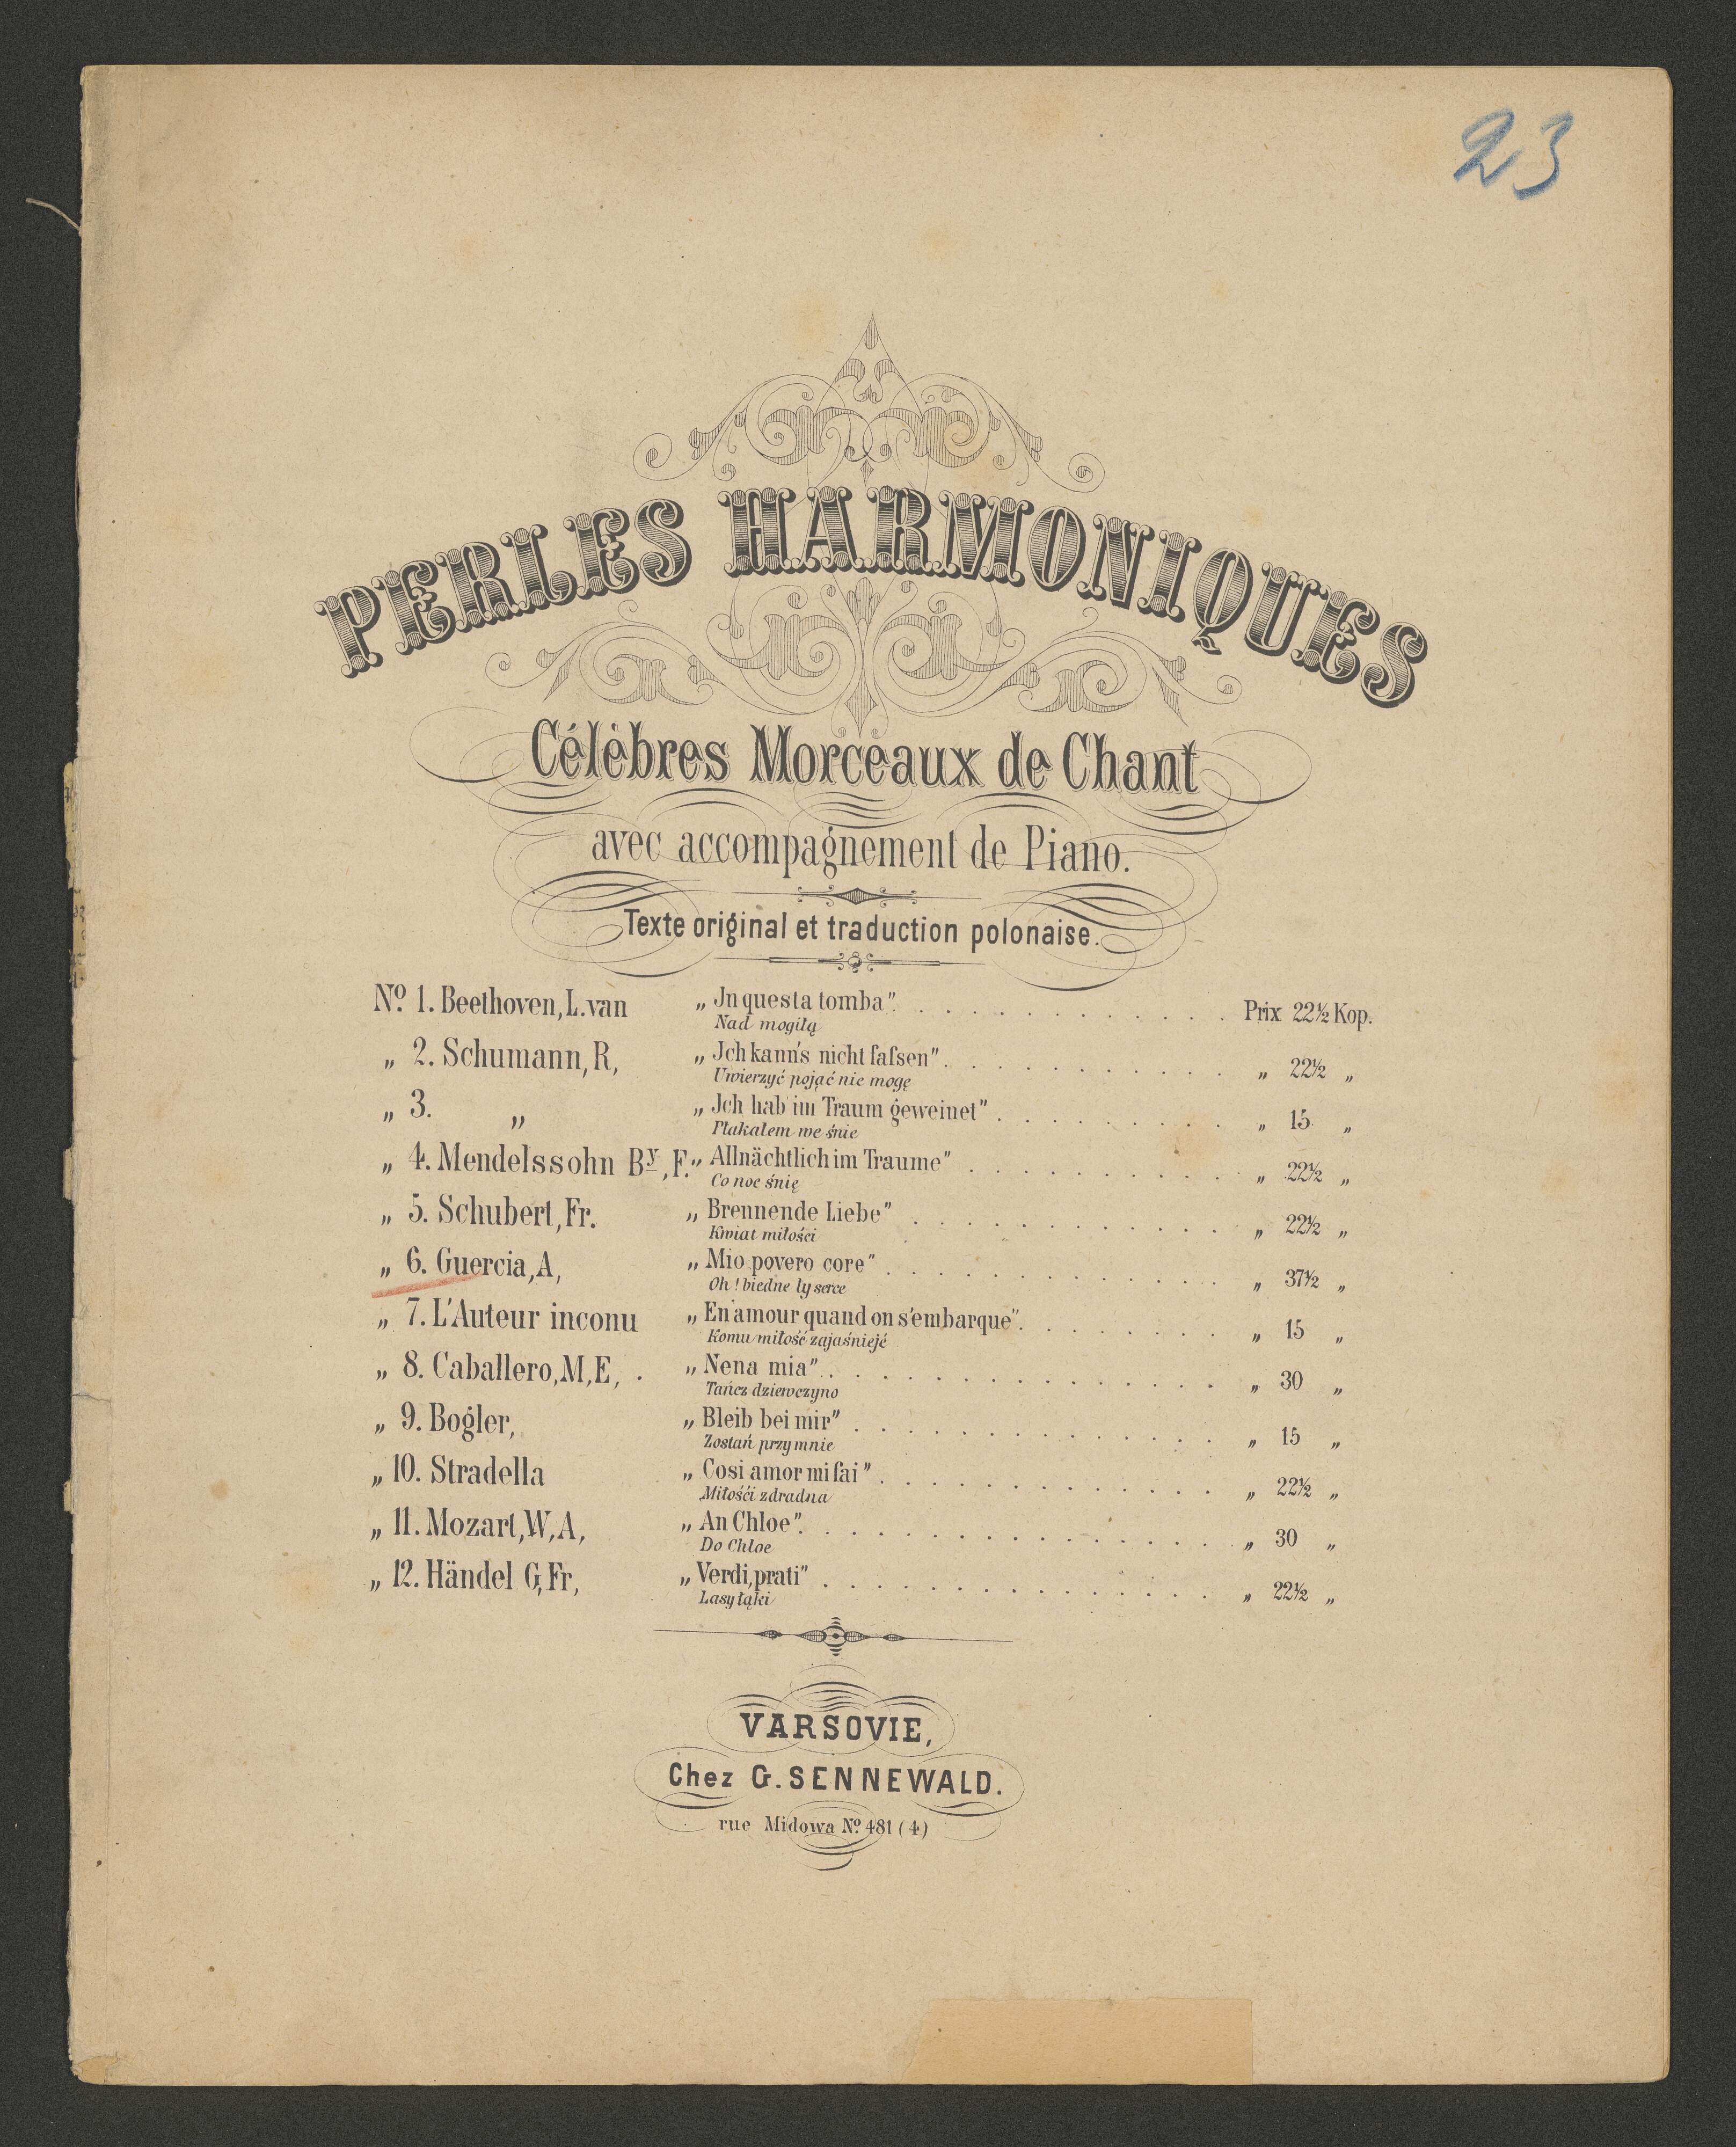 23
PERLES HARMONIQUES
Célèbres Morceaux de Chant
avec accompagnement de Piano.
Texte original et traduction polonaise.
No. 1. Beethoven, L. van „Jn questa tomba" . . . . . . . . . . . . . Prix 22½ Kop.
Nad mogiłą
„ 2. Schumann, R, „Jch kann's nicht faſsen" . . . . . . . . . . . „ 22½ „
Uwierzyć pojąć nie mogę
„ 3. „ „Jch hab' im Traum geweinet" . . . . . . . . . „ 15 „
Płakałem we śnie
„ 4. Mendelssohn By, F. „Allnächtlich im Traume" . . . . . . . . . . . „ 22½ „
Co noc śnię
„ 5. Schubert, Fr. „Brennende Liebe" . . . . . . . . . . . . . „ 22½ „
Kwiat miłości
„ 6. Guercia, A, „Mio povero core" . . . . . . . . . . . . . „ 37½ „
Oh! biedne ty serce
„ 7. L'Auteur inconu „En amour quand on s'embarque" . . . . . . . . „ 15 „
Komu miłość zajaśnieje
„ 8. Caballero, M, E, . „Nena mia" . . . . . . . . . . . . . . . „ 30 „
Tańcz dziewczyno
„ 9. Bogler, „Bleib bei mir" . . . . . . . . . . . . . . „ 15 „
Zostań przy mnie
„ 10. Stradella „Cosi amor mi fai" . . . . . . . . . . . . . „ 22½ „
Miłośći zdradna
„ 11. Mozart, W, A, „An Chloe" . . . . . . . . . . . . . . . „ 30 „
Do Chloe
„ 12. Händel G, Fr, „Verdi, prati" . . . . . . . . . . . . . . . „ 22½ „
Lasy łąki
VARSOVIE,
Chez G. SENNEWALD.
rue Midowa No. 481 (4)